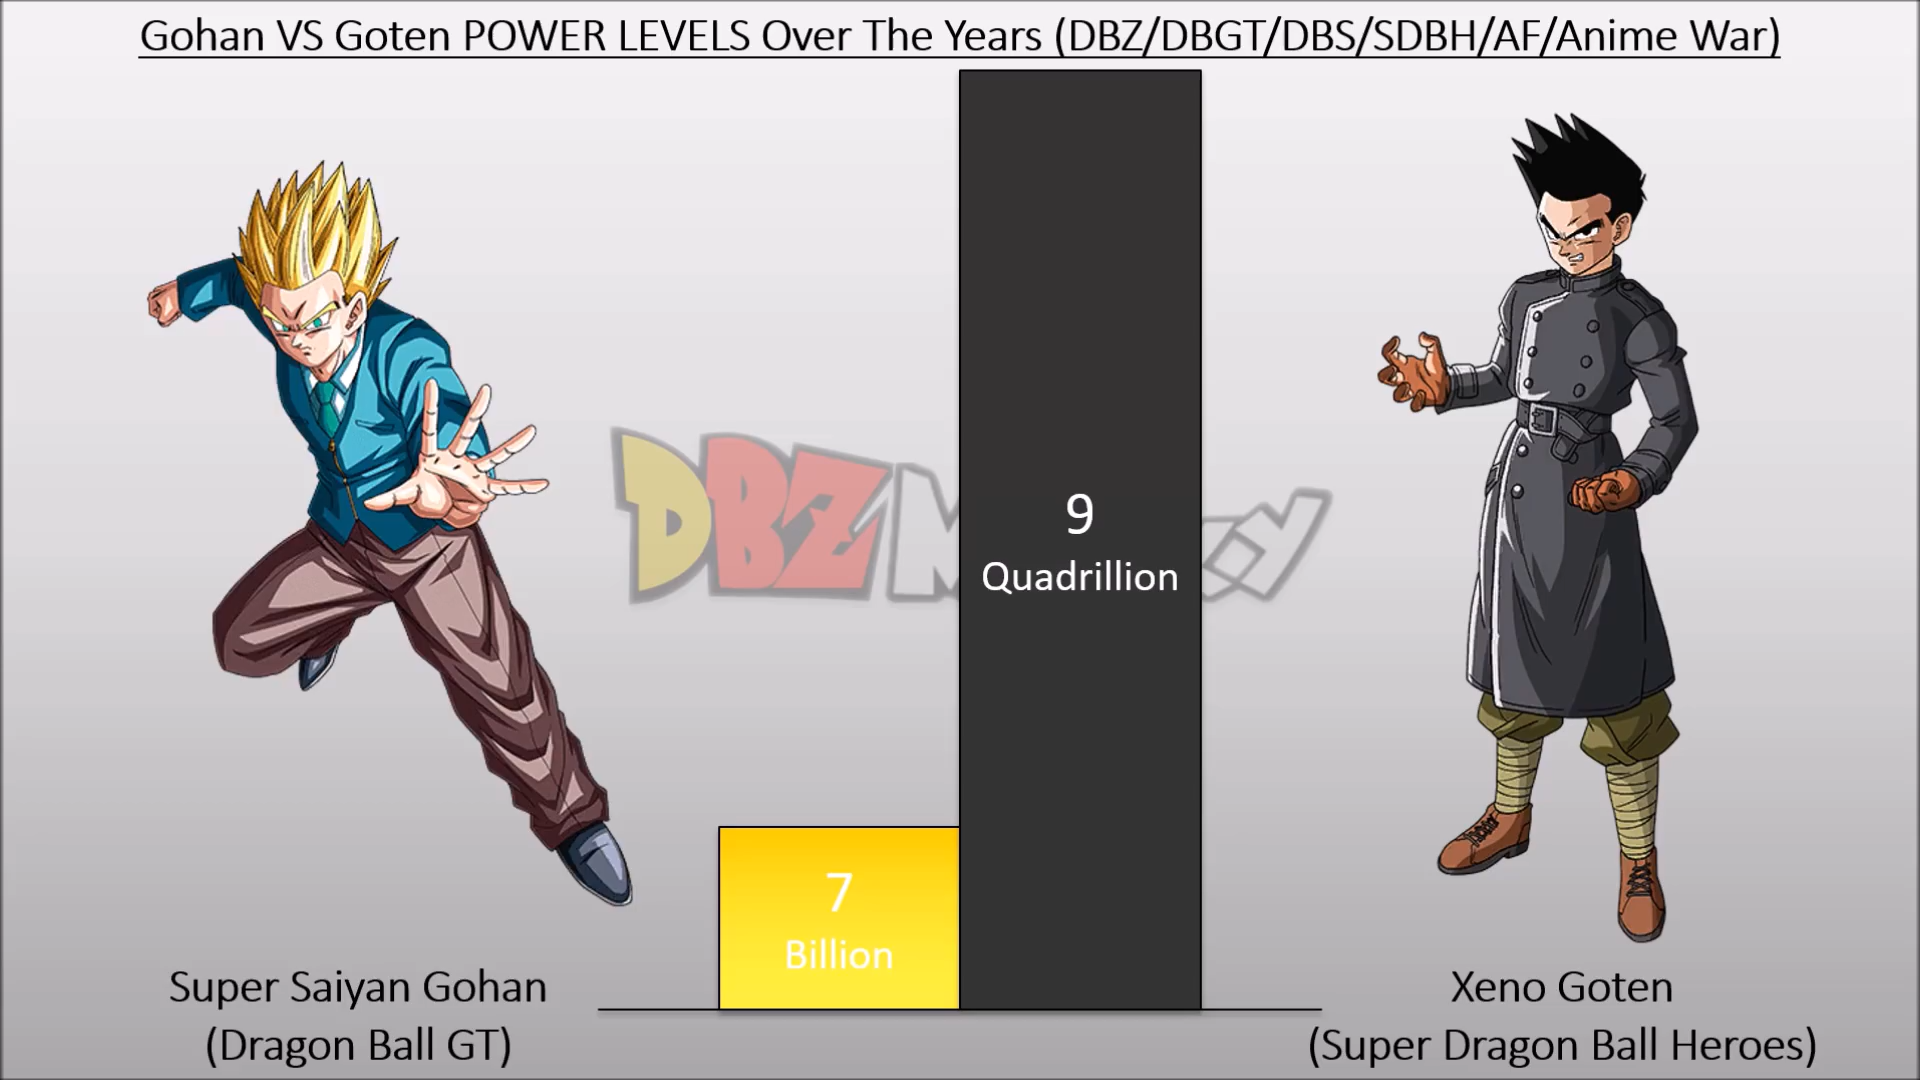 Gohan VS Goten POWER LEVELS Over The Years (DBZ/DBGT/DBS/SDBH/AF/Anime War)
DBZ
9
Quadrillion
7
Billion
Super Saiyan Gohan
(Dragon Ball GT)
Xeno Goten
(Super Dragon Ball Heroes)